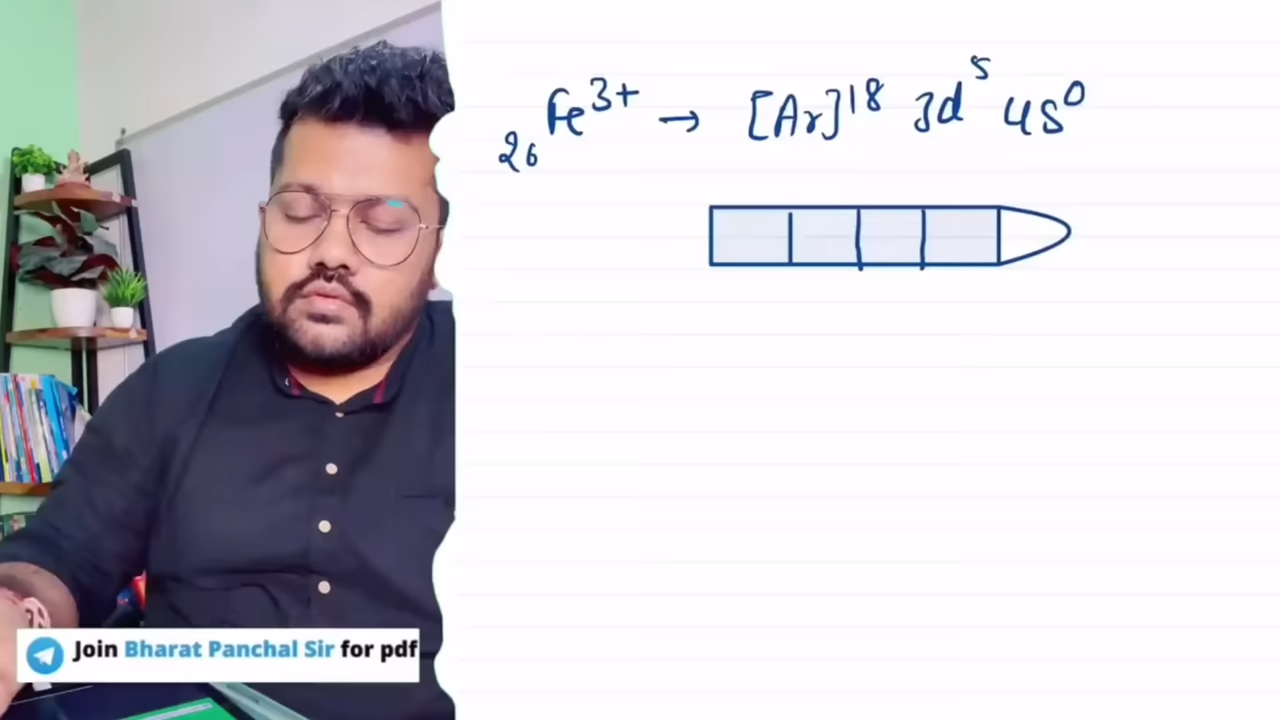 ₂₆Fe³⁺ → [Ar]¹⁸ 3d⁵ 4s⁰
Join Bharat Panchal Sir for pdf